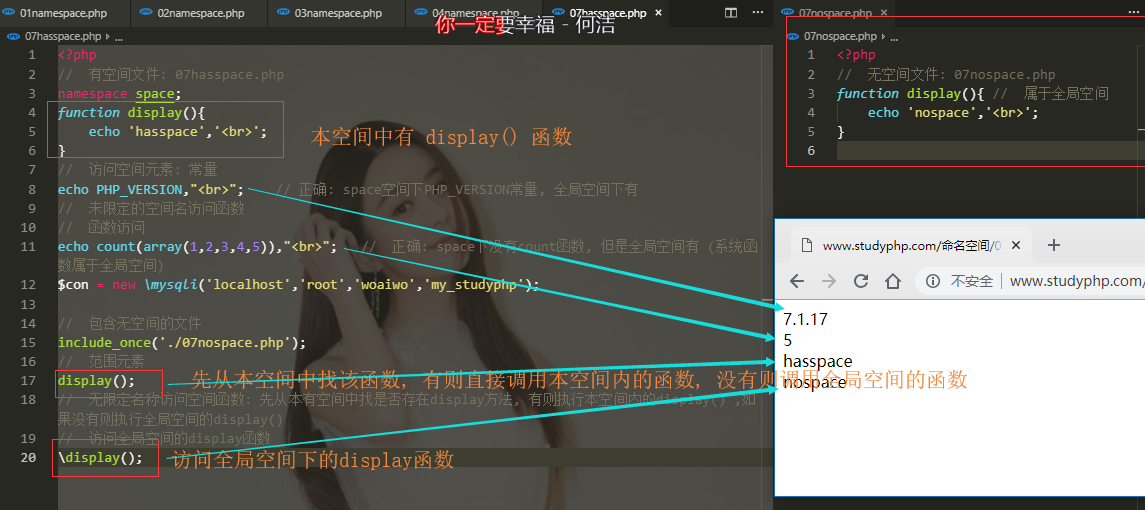 01namespace.php
02namespace.php
03namespace.php
04namespace.php
07hasspace.php ×
你一定要幸福 - 何洁
07hasspace.php ▸ ...
1 <?php
2 // 有空间文件: 07hasspace.php
3 namespace space;
4 function display(){
5 echo 'hasspace','<br>';
6 }
本空间中有 display() 函数
7 // 访问空间元素: 常量
8 echo PHP_VERSION,"<br>"; // 正确: space空间下PHP_VERSION常量, 全局空间下有
9 // 未限定的空间名访问函数
10 // 函数访问
11 echo count(array(1,2,3,4,5)),"<br>"; // 正确: space下没有count函数, 但是全局空间有 (系统函
数属于全局空间)
12 $con = new \mysqli('localhost','root','woaiwo','my_studyphp');
13
14 // 包含无空间的文件
15 include_once('./07nospace.php');
16 // 范围元素
17 display();
先从本空间中找该函数, 有则直接调用本空间内的函数, 没有则调用全局空间的函数
18 // 无限定名称访问空间函数: 先从本有空间中找是否存在display方法, 有则执行本空间内的display() ,如
果没有则执行全局空间的display()
19 // 访问全局空间的display函数
20 \display();
访问全局空间下的display函数
07nospace.php ×
07nospace.php ▸ ...
1 <?php
2 // 无空间文件: 07nospace.php
3 function display(){ // 属于全局空间
4 echo 'nospace','<br>';
5 }
6
www.studyphp.com/命名空间/0 ×
不安全 | www.studyphp.com/
7.1.17
5
hasspace
nospace